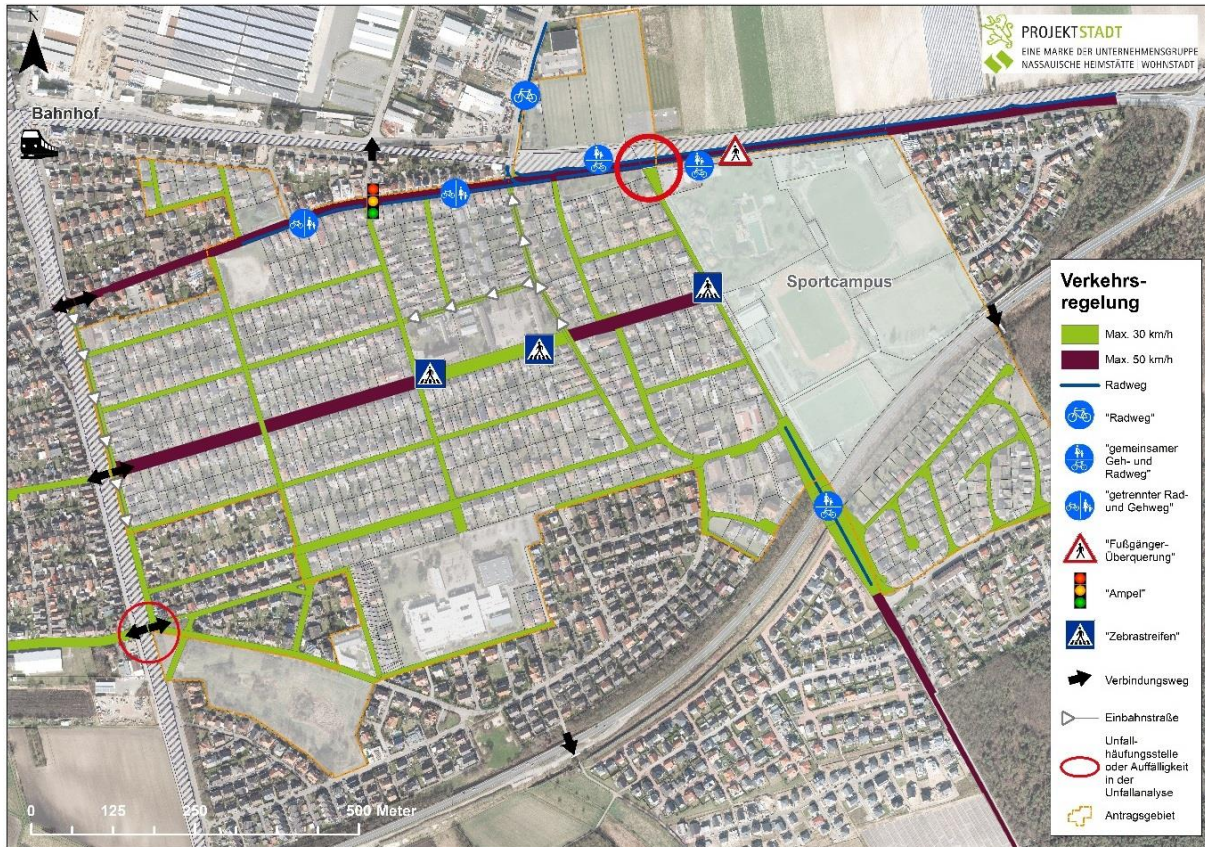 N
PROJEKTSTADT
EINE MARKE DER UNTERNEHMENSGRUPPE
NASSAUISCHE HEIMSTÄTTE | WOHNSTADT
Bahnhof
Sportcampus
Verkehrs-
regelung
Max. 30 km/h
Max. 50 km/h
Radweg
"Radweg"
"gemeinsamer
Geh- und
Radweg"
"getrennter Rad-
und Gehweg"
"Fußgänger-
Überquerung"
"Ampel"
"Zebrastreifen"
Verbindungsweg
Einbahnstraße
Unfall-
häufungsstelle
oder Auffälligkeit
in der
Unfallanalyse
Antragsgebiet
0 125 250 500 Meter